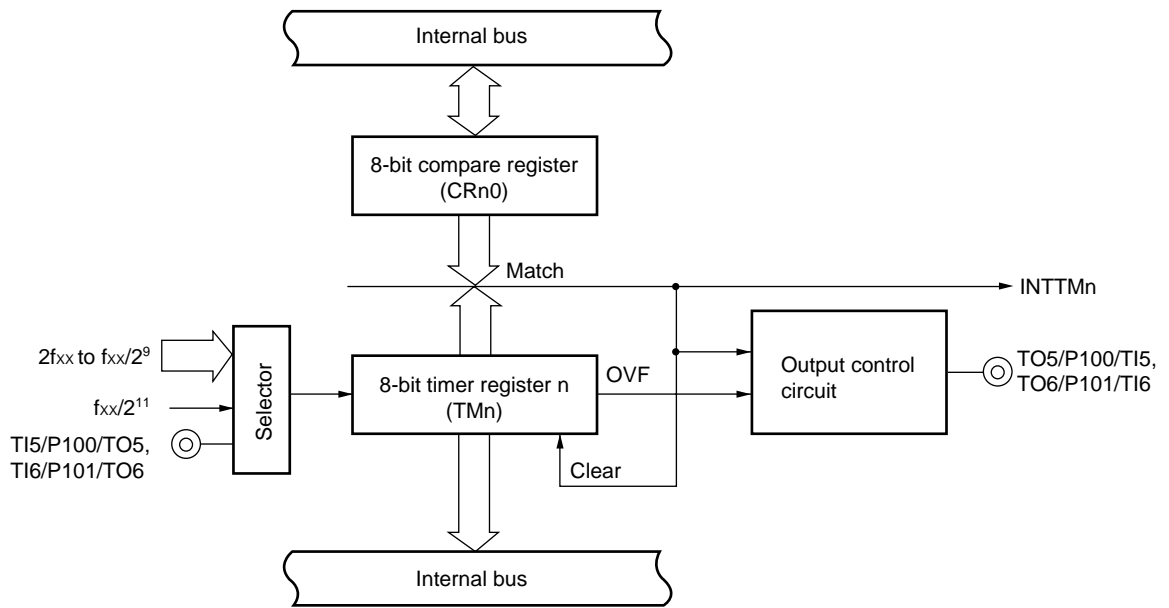 Internal bus
8-bit compare register
(CRn0)
Match
INTTMn
2fxx to fxx/2⁹
fxx/2¹¹
TI5/P100/TO5,
TI6/P101/TO6
Selector
8-bit timer register n
(TMn)
OVF
Clear
Output control
circuit
TO5/P100/TI5,
TO6/P101/TI6
Internal bus